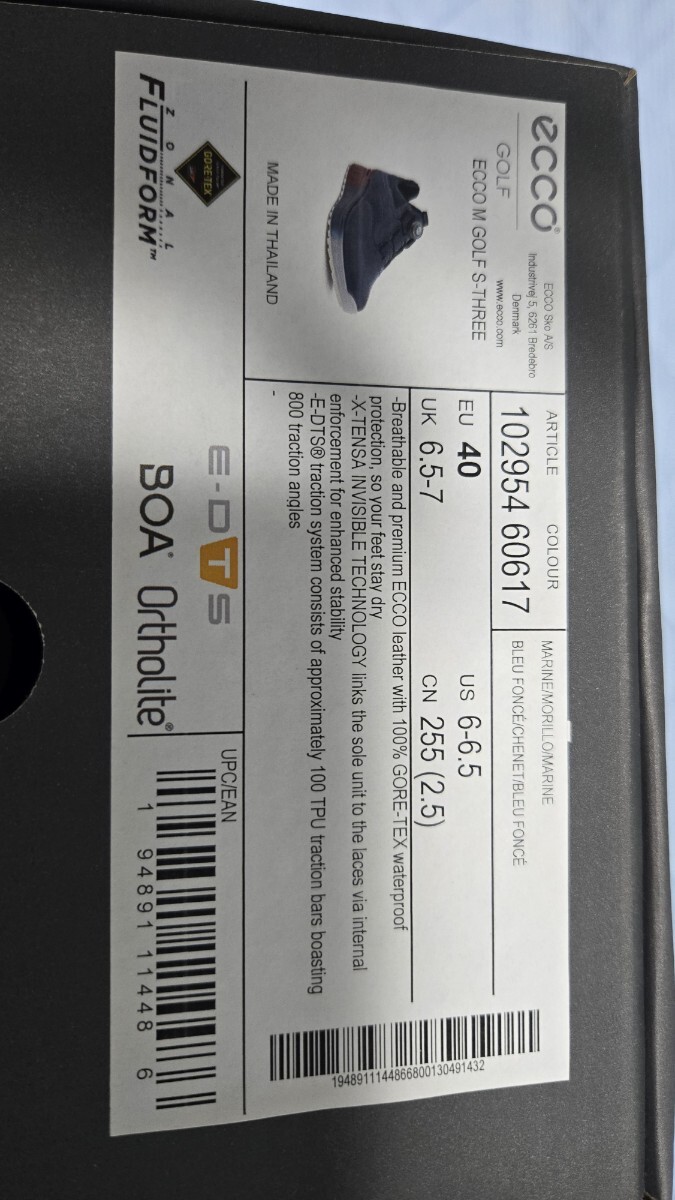 ecco®
ECCO Sko A/S
Industrivej 5, 6261 Bredebro
Denmark
www.ecco.com
GOLF
ECCO M GOLF S-THREE
MADE IN THAILAND
ARTICLE COLOUR
102954 60617
MARINE/MORILLO/MARINE
BLEU FONCÉ/CHENET/BLEU FONCÉ
EU 40 US 6-6.5
UK 6.5-7 CN 255 (2.5)
-Breathable and premium ECCO leather with 100% GORE-TEX waterproof
protection, so your feet stay dry
-X-TENSA INVISIBLE TECHNOLOGY links the sole unit to the laces via internal
enforcement for enhanced stability
-E-DTS® traction system consists of approximately 100 TPU traction bars boasting
800 traction angles
-
1948911144866800130491432
GORE-TEX
E-DTS
ZONAL
FLUIDFORM™
BOA® Ortholite®
UPC/EAN
1 94891 11448 6